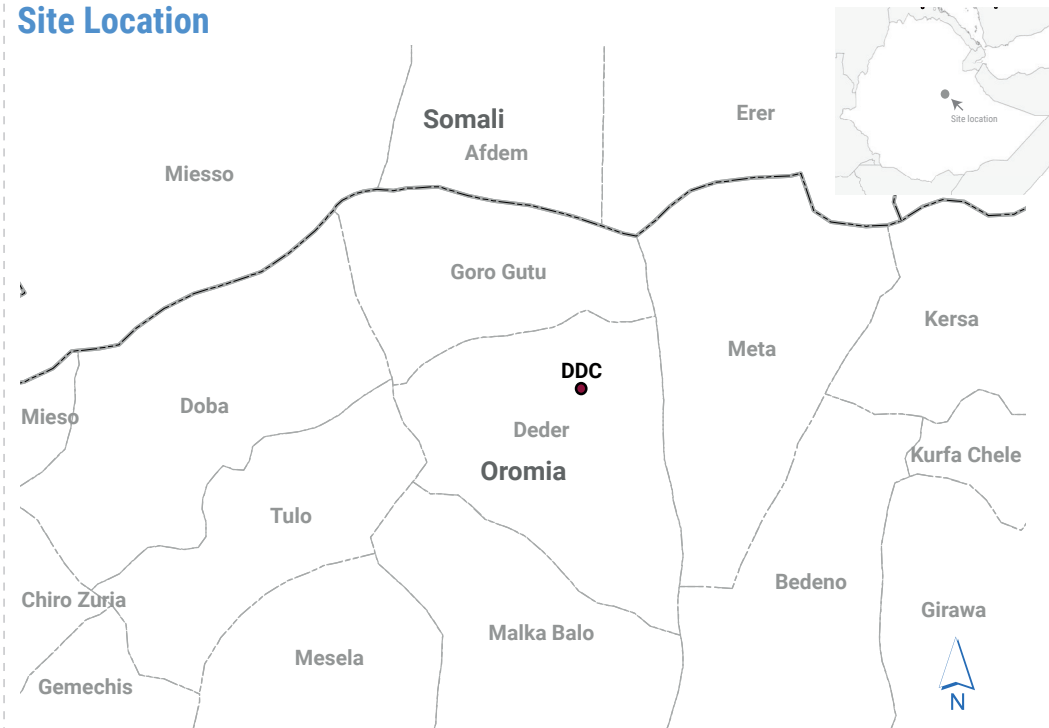 Site Location
Somali
Erer
Site location
Afdem
Miesso
Goro Gutu
Kersa
Meta
DDC
Doba
Mieso
Deder
Kurfa Chele
Oromia
Tulo
Bedeno
Chiro Zuria
Girawa
Malka Balo
Mesela
Gemechis
N